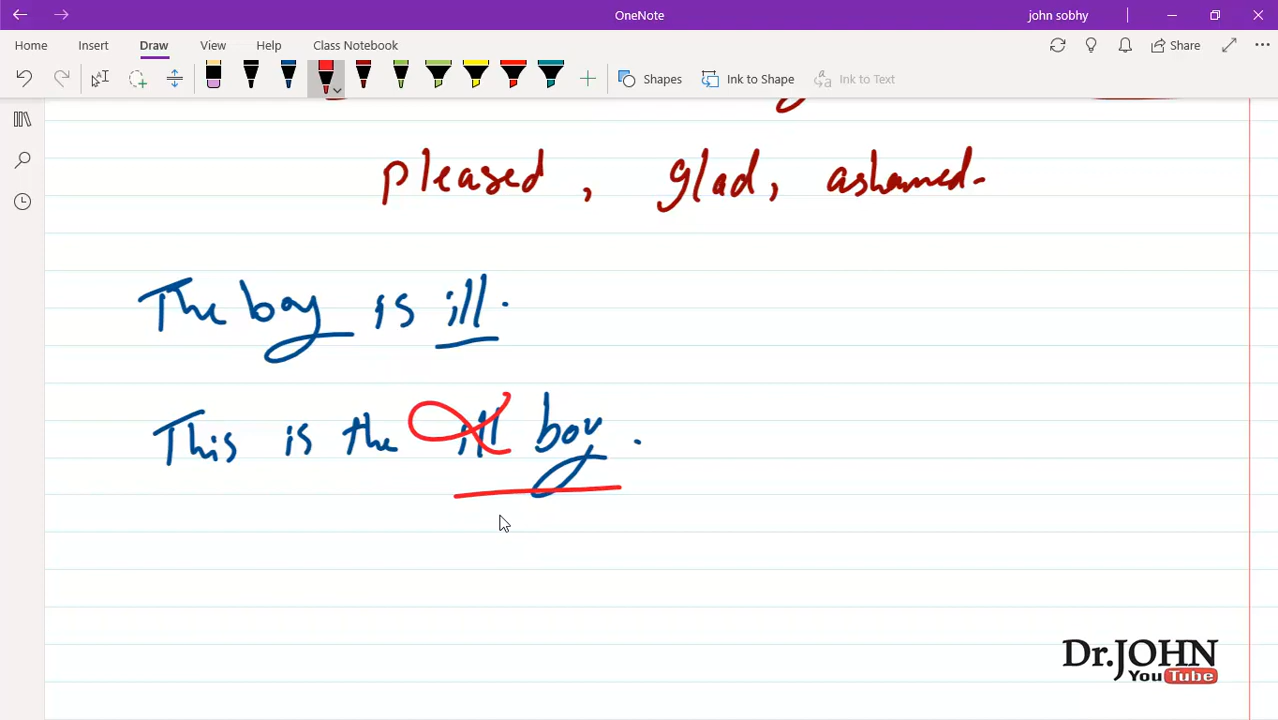 OneNote
john sobhy
Home Insert Draw View Help Class Notebook
Share
Shapes Ink to Shape Ink to Text
pleased, glad, ashamed.
The boy is ill.
This is the ill boy.
Dr.JOHN
YouTube